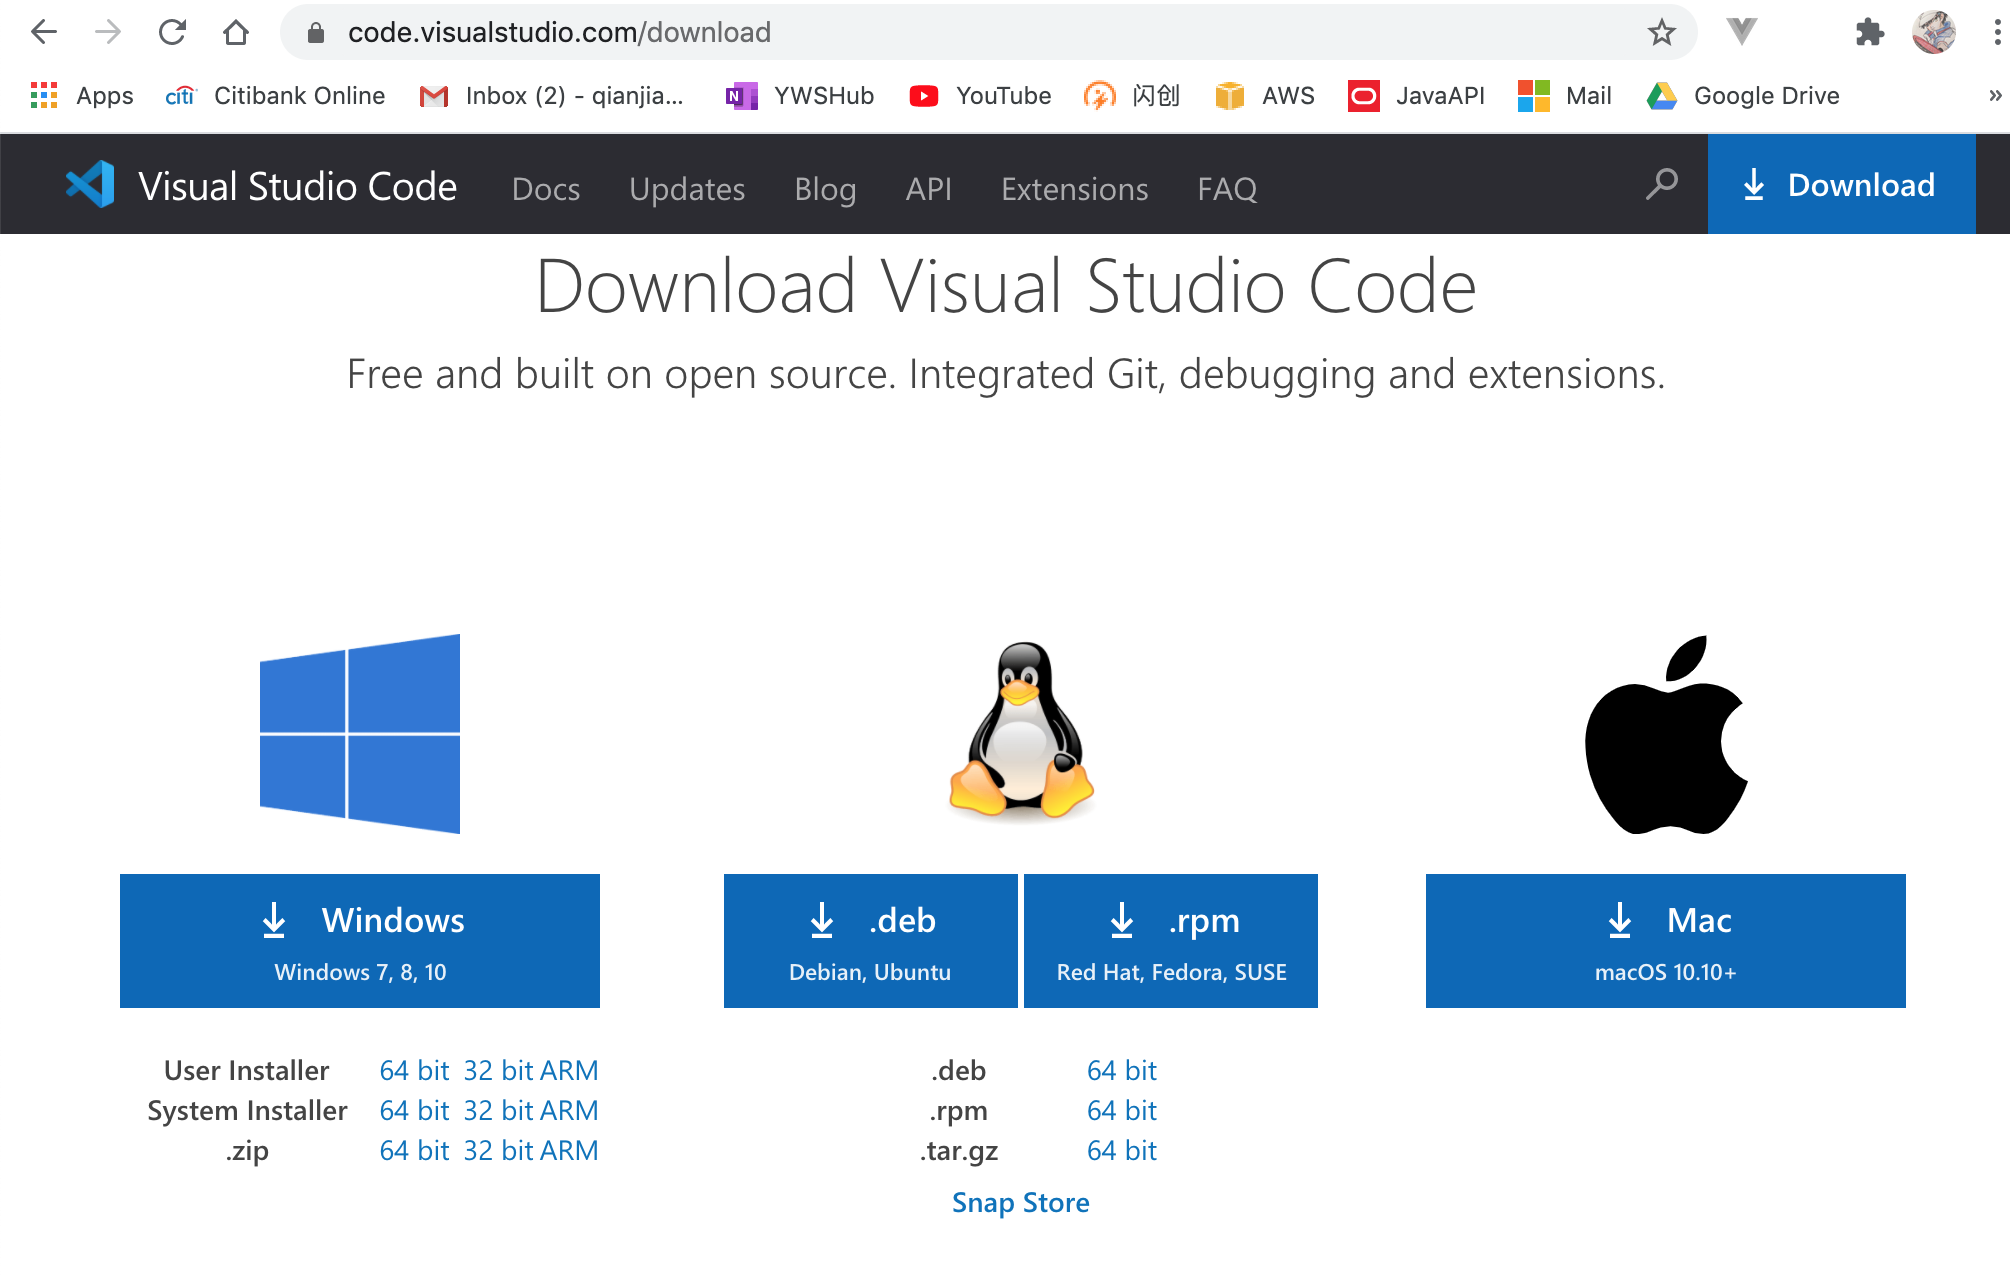 code.visualstudio.com/download
Apps citi Citibank Online Inbox (2) - qianjia... N YWSHub YouTube 闪创 AWS JavaAPI Mail Google Drive »
Visual Studio Code Docs Updates Blog API Extensions FAQ Download
Download Visual Studio Code
Free and built on open source. Integrated Git, debugging and extensions.
Windows .deb .rpm Mac
Windows 7, 8, 10 Debian, Ubuntu Red Hat, Fedora, SUSE macOS 10.10+
User Installer 64 bit 32 bit ARM .deb 64 bit
System Installer 64 bit 32 bit ARM .rpm 64 bit
.zip 64 bit 32 bit ARM .tar.gz 64 bit
Snap Store